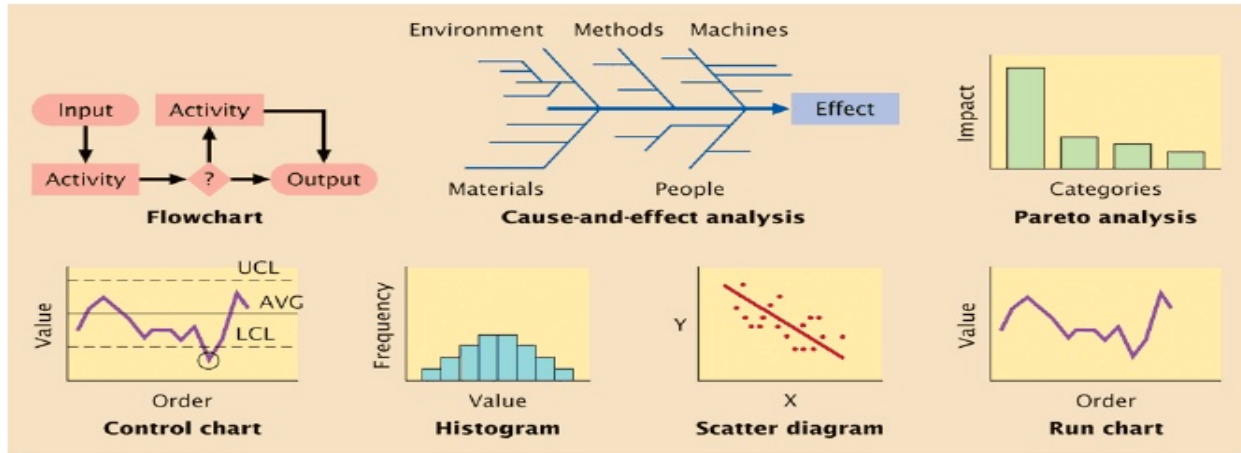 Environment
Methods
Machines
Input
Activity
Activity
?
Output
Effect
Materials
People
Impact
Categories
Flowchart
Cause-and-effect analysis
Pareto analysis
UCL
AVG
LCL
Value
Order
Control chart
Frequency
Value
Histogram
Y
X
Scatter diagram
Value
Order
Run chart